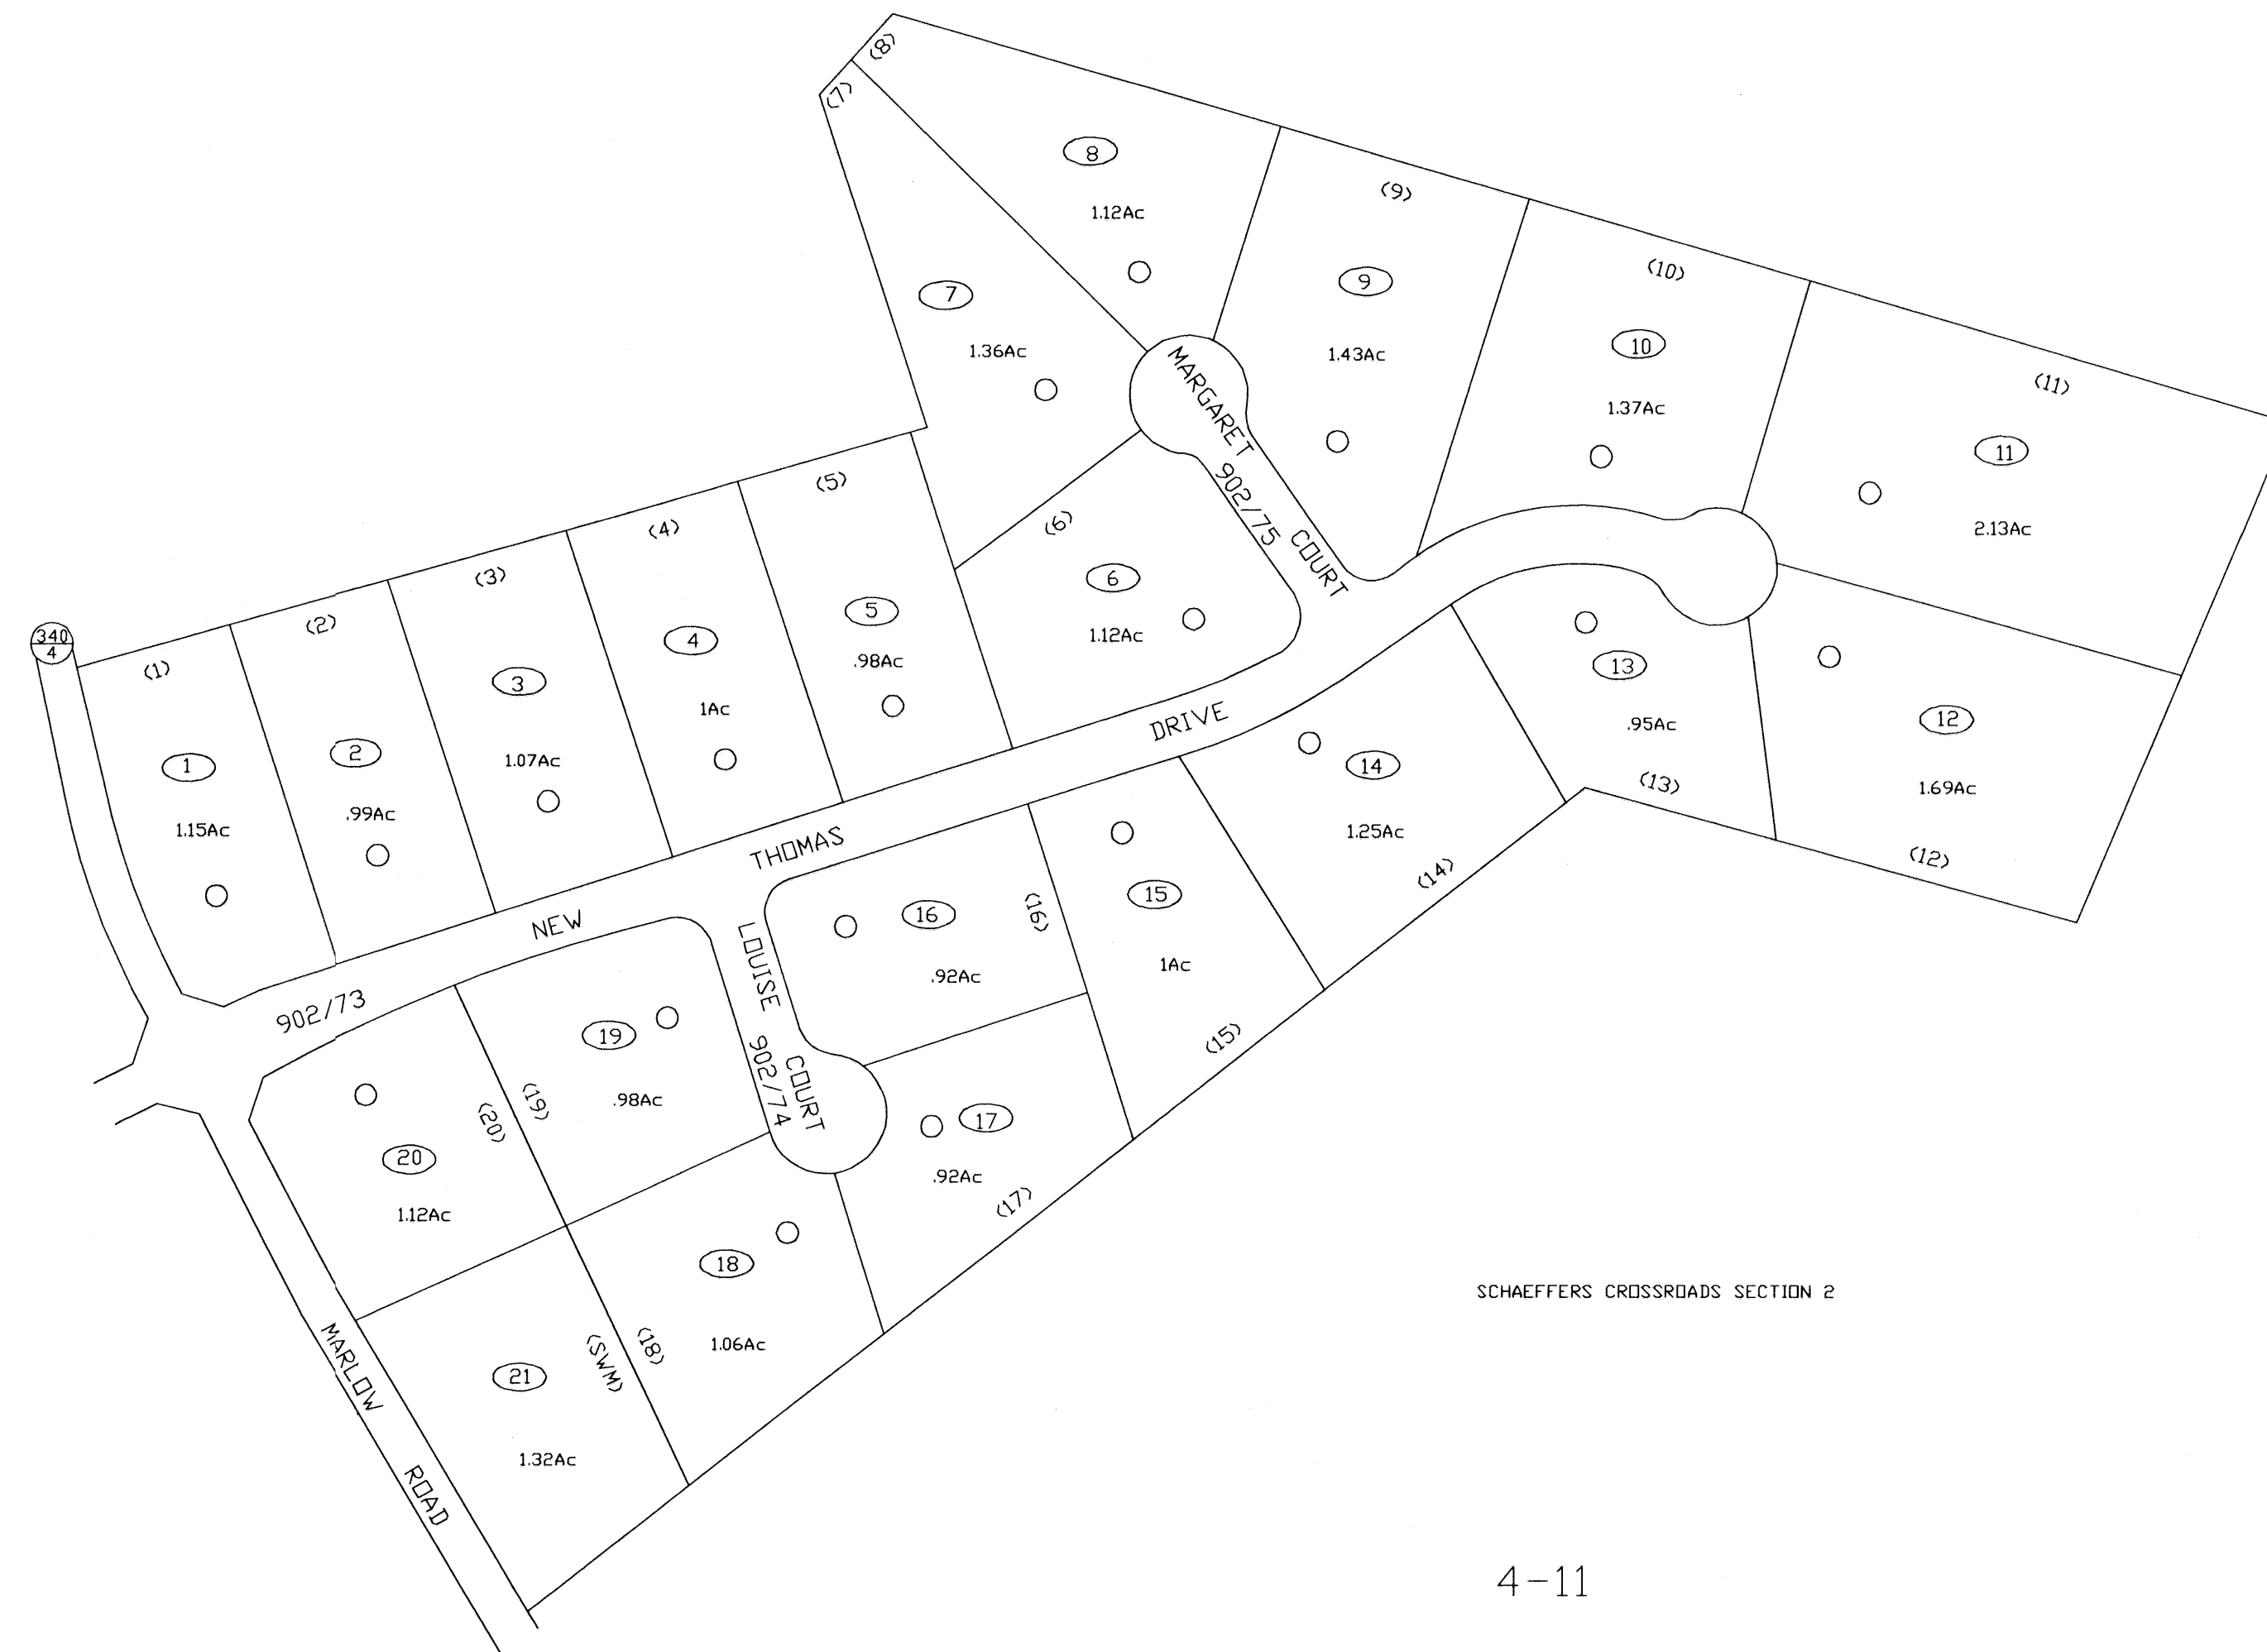 (8)
(7)
8
1.12Ac
(9)
9
1.43Ac
(10)
10
1.37Ac
(11)
11
2.13Ac
7
1.36Ac
MARGARET COURT
902/75
(6)
6
1.12Ac
(5)
5
.98Ac
(4)
4
1Ac
(3)
3
1.07Ac
(2)
2
.99Ac
340
4
(1)
1
1.15Ac
13
.95Ac
(13)
12
1.69Ac
(12)
NEW THOMAS DRIVE
902/73
14
1.25Ac
(14)
15
1Ac
(15)
16
.92Ac
(16)
LOUISE COURT
902/74
17
.92Ac
(17)
19
.98Ac
(19)
(20)
20
1.12Ac
18
1.06Ac
(18)
(SWM)
21
1.32Ac
MARLOW ROAD
SCHAEFFERS CROSSROADS SECTION 2
4-11